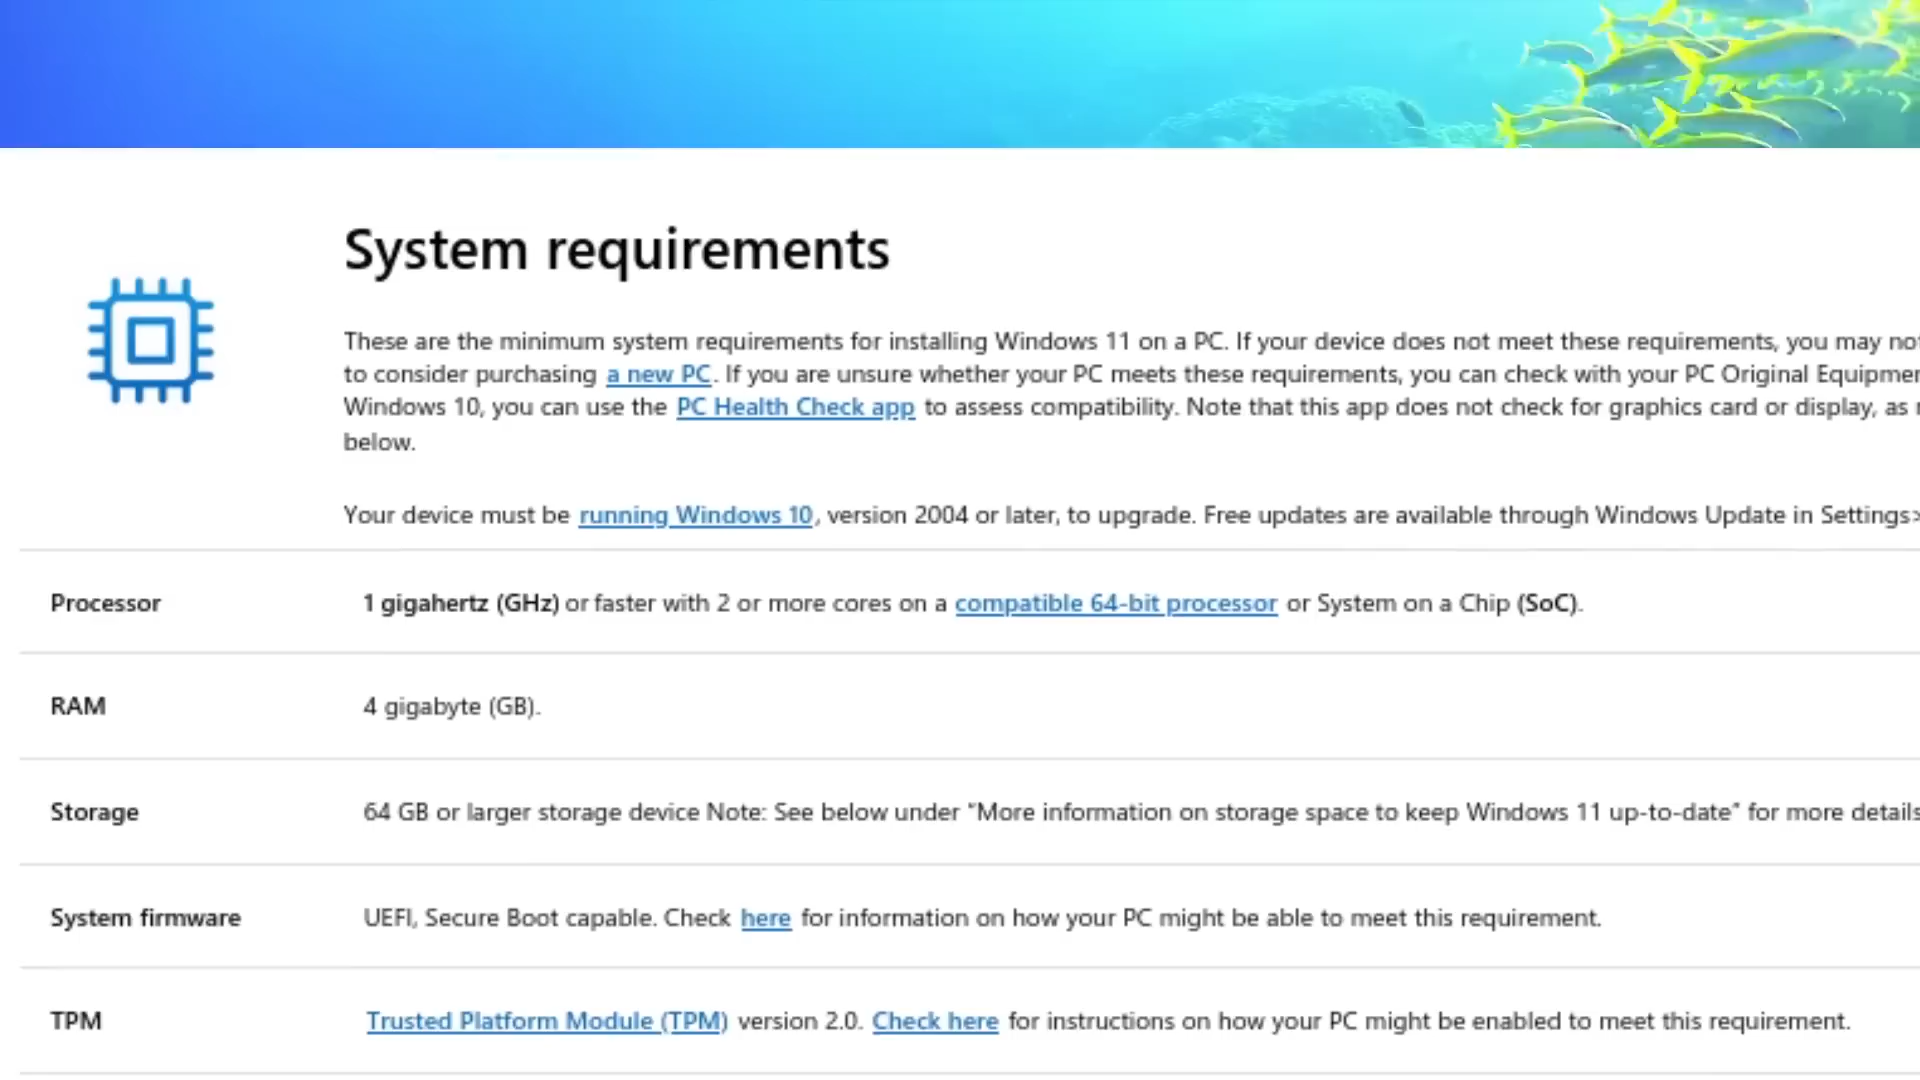 System requirements
These are the minimum system requirements for installing Windows 11 on a PC. If your device does not meet these requirements, you may
to consider purchasing a new PC. If you are unsure whether your PC meets these requirements, you can check with your PC Original
Windows 10, you can use the PC Health Check app to assess compatibility. Note that this app does not check for graphics card or display, as
below.
Your device must be running Windows 10, version 2004 or later, to upgrade. Free updates are available through Windows Update in Settings>
Processor 1 gigahertz (GHz) or faster with 2 or more cores on a compatible 64-bit processor or System on a Chip (SoC).
RAM 4 gigabyte (GB).
Storage 64 GB or larger storage device Note: See below under “More information on storage space to keep Windows 11 up-to-date” for more details
System firmware UEFI, Secure Boot capable. Check here for information on how your PC might be able to meet this requirement.
TPM Trusted Platform Module (TPM) version 2.0. Check here for instructions on how your PC might be enabled to meet this requirement.